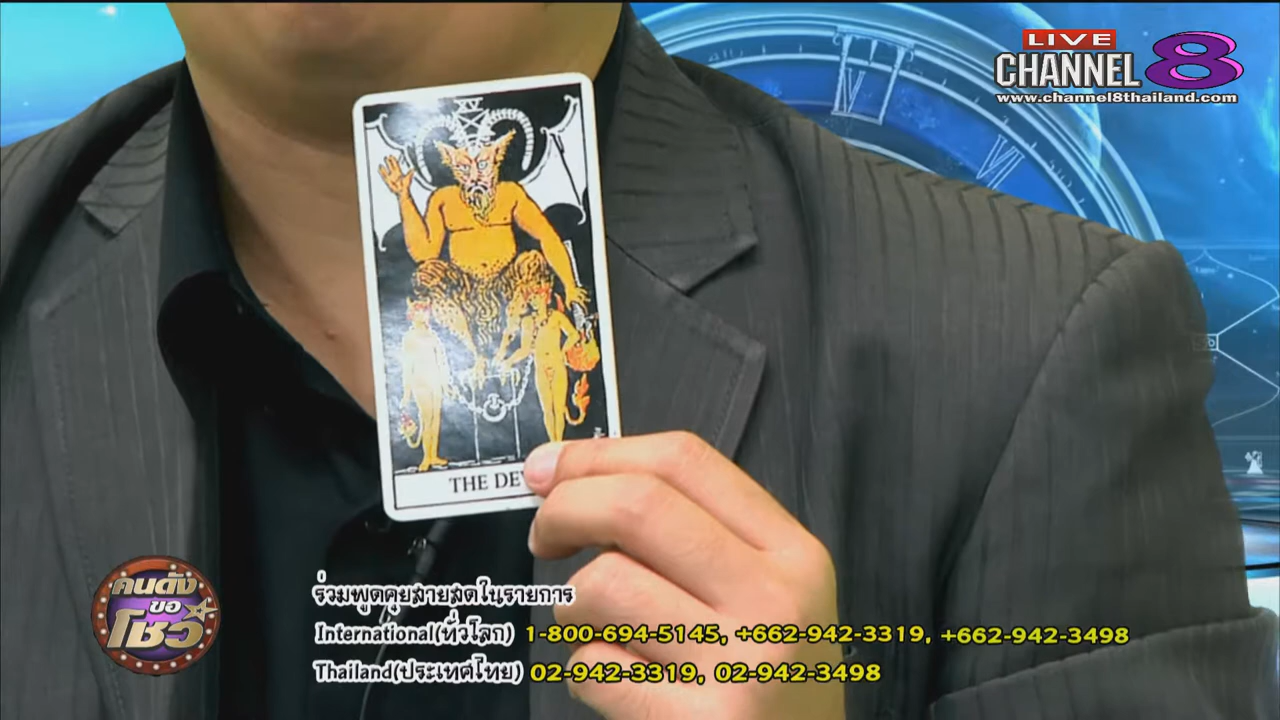 LIVE
CHANNEL 8
www.channel8thailand.com
XV
THE DEV
คนดัง
ขอ
โชว์
ร่วมพูดคุยสายสดในรายการ
International(ทั่วโลก) 1-800-694-5145, +662-942-3319, +662-942-3498
Thailand(ประเทศไทย) 02-942-3319, 02-942-3498